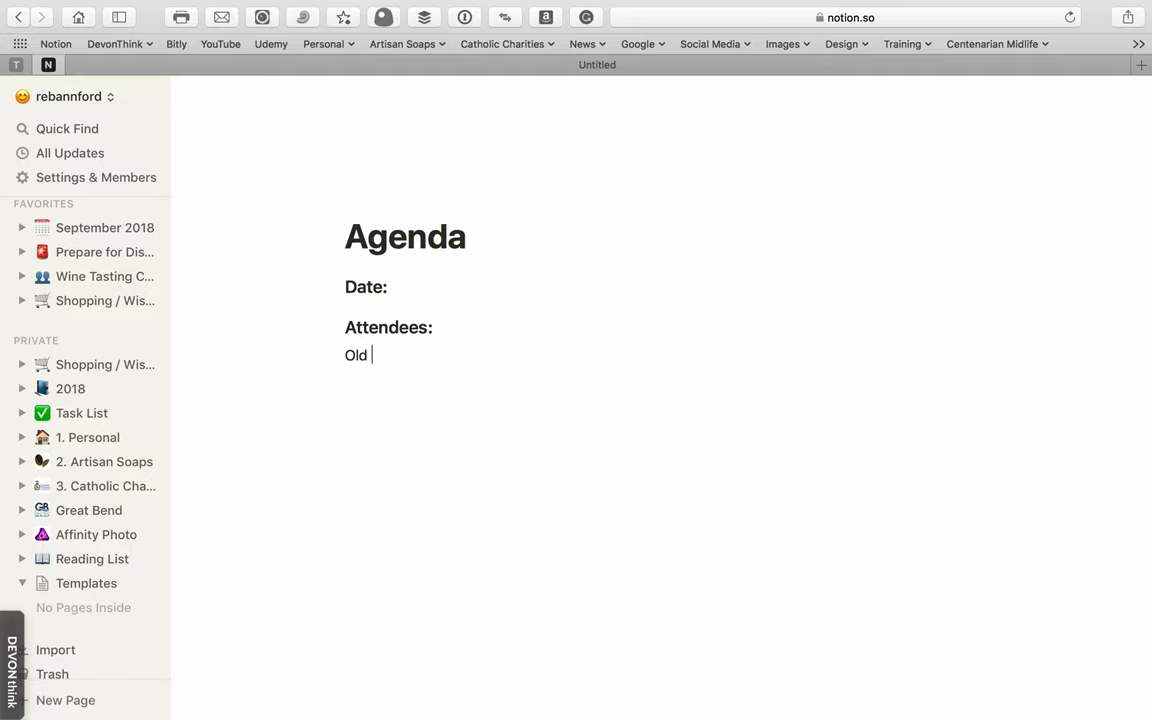 notion.so
Notion DevonThink Bitly YouTube Udemy Personal Artisan Soaps Catholic Charities News Google Social Media Images Design Training Centenarian Midlife >>
T N Untitled
rebannford
Quick Find
All Updates
Settings & Members
FAVORITES
September 2018
Prepare for Dis...
Wine Tasting C...
Shopping / Wis...
PRIVATE
Shopping / Wis...
2018
Task List
1. Personal
2. Artisan Soaps
3. Catholic Cha...
GB Great Bend
Affinity Photo
Reading List
Templates
No Pages Inside
Import
Trash
New Page
DEVONthink
Agenda
Date:
Attendees:
Old